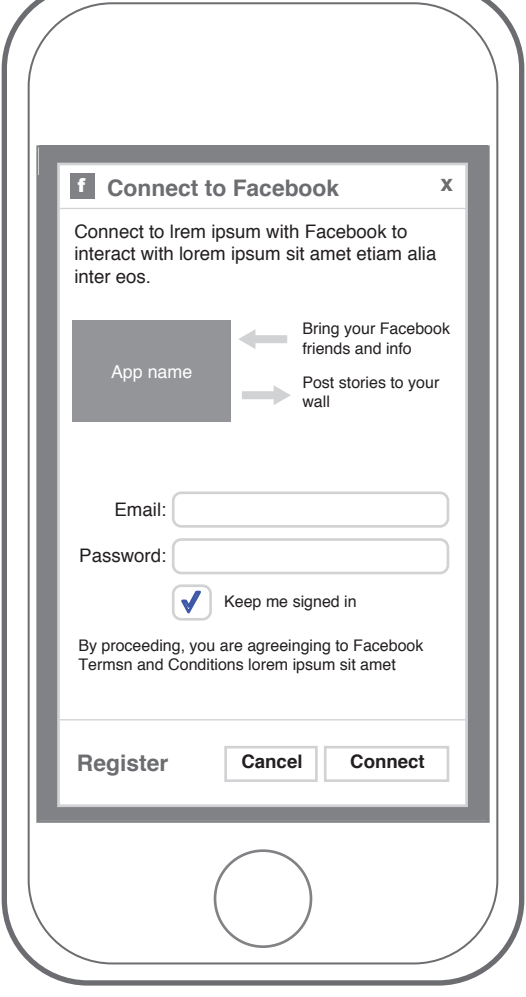 f Connect to Facebook x
Connect to Irem ipsum with Facebook to
interact with lorem ipsum sit amet etiam alia
inter eos.
App name
Bring your Facebook
friends and info
Post stories to your
wall
Email:
Password:
Keep me signed in
By proceeding, you are agreeinging to Facebook
Termsn and Conditions lorem ipsum sit amet
Register Cancel Connect